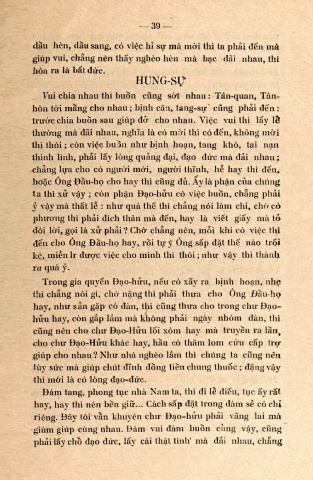 — 39 —
dầu hèn, dầu sang, có việc hỉ sự mà mời thì ta phải đến mà
giúp vui, chẳng nên thấy nghèo hèn mà bạc đãi nhau, thì
hóa ra là bất đức.
HUNG-SỰ
Vui chia nhau thì buồn cũng sớt nhau : Tân-quan, Tân-
hôn tới mầng cho nhau ; bịnh căn, tang-sự cũng phải đến :
trước chia buồn sau giúp đở cho nhau. Việc vui thì lấy lễ
thường mà đãi nhau, nghĩa là có mời thì có đến, không mời
thì thôi ; còn việc buồn như bịnh hoạn, tang khó, tai nạn
thình lình, phải lấy lòng quảng đại, đạo đức mà đãi nhau ;
chẳng lựa cho có người mời, người thỉnh, hể hay thì đến,
hoặc Ông Đầu-họ cho hay thì cũng đủ. Ấy là phận của chúng
ta thì xử vậy ; còn phận Đạo-hữu có việc buồn, chẳng phải
ỷ vậy mà thất lễ : như quá thể thì chẳng nói làm chi, chớ có
phương thì phải đích thân mà đến, hay là viết giấy mà tỏ
đôi lời, gọi là xử phải ? Chớ chẳng nên, mỗi khi có việc thì
đến cho Ông Đầu-họ hay, rồi tự ý Ông sấp đặt thế nào trối
kệ, miển lr được việc cho mình thì thôi ; như vậy thì thành
ra quá ỷ.
Trong gia quyến Đạo-hữu, nếu có xãy ra bịnh hoạn, nhẹ
thì chẳng nói gì, chớ nặng thì phải thưa cho Ông Đầu-họ
hay, như sẳn gặp có đàn, thì cũng thưa cho trong chư Đạo-
hữu hay, còn gắp lắm mà không phải ngày nhóm đàn, thì
cũng nên cho chư Đạo-Hữu lối xóm hay mà truyền ra lần,
cho chư Đạo-Hữu khác hay, hầu có thăm lom cứu cấp trợ
giúp cho nhau ? Như nhà nghèo lắm thì chúng ta cũng nên
tùy sức mà giúp chút đỉnh đồng tiền chung thuốc ; đặng vậy
thì mới là có lòng đạo-đức.
Đám tang, phong tục nhà Nam ta, thì đi lễ điếu, tục ấy rất
hay, hay thì nên bền giữ... Cách sắp đặt trong đám sẻ có chỉ
riêng. Đây tôi vẫn khuyên chư Đạo-hữu phải vãng lai mà
giùm giúp cùng nhau. Đám vui đám buồn cũng vậy, cũng
phải lấy chổ đạo đức, lấy cái thật tình mà đãi nhau, chẳng